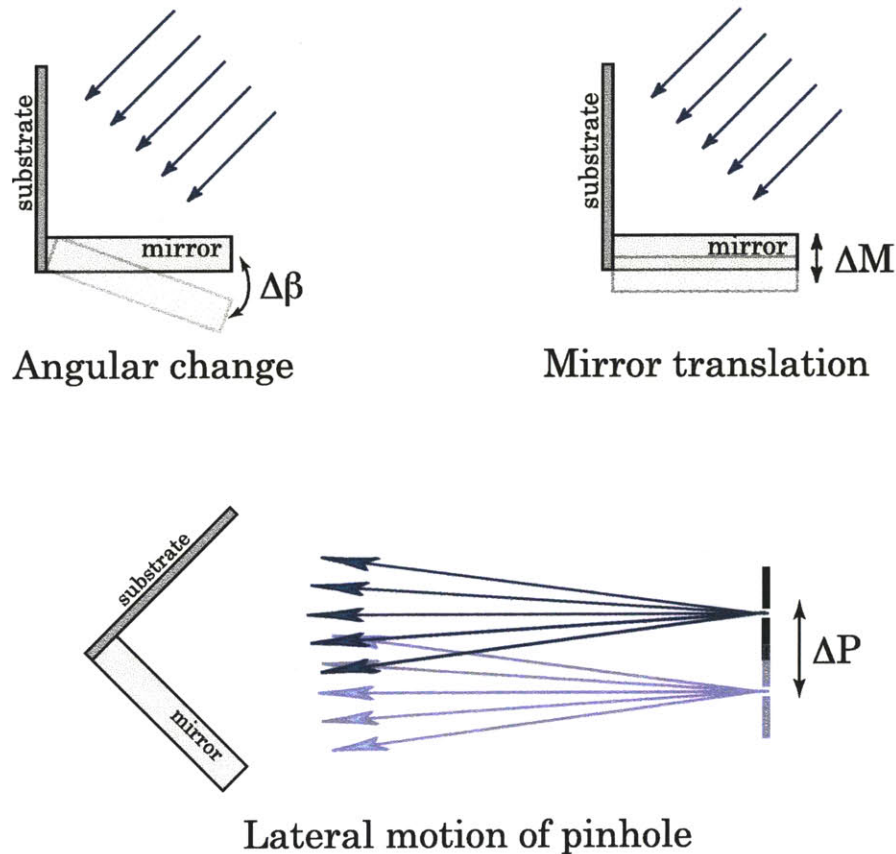 substrate
mirror
Δβ
Angular change
substrate
mirror
ΔM
Mirror translation
substrate
mirror
ΔP
Lateral motion of pinhole